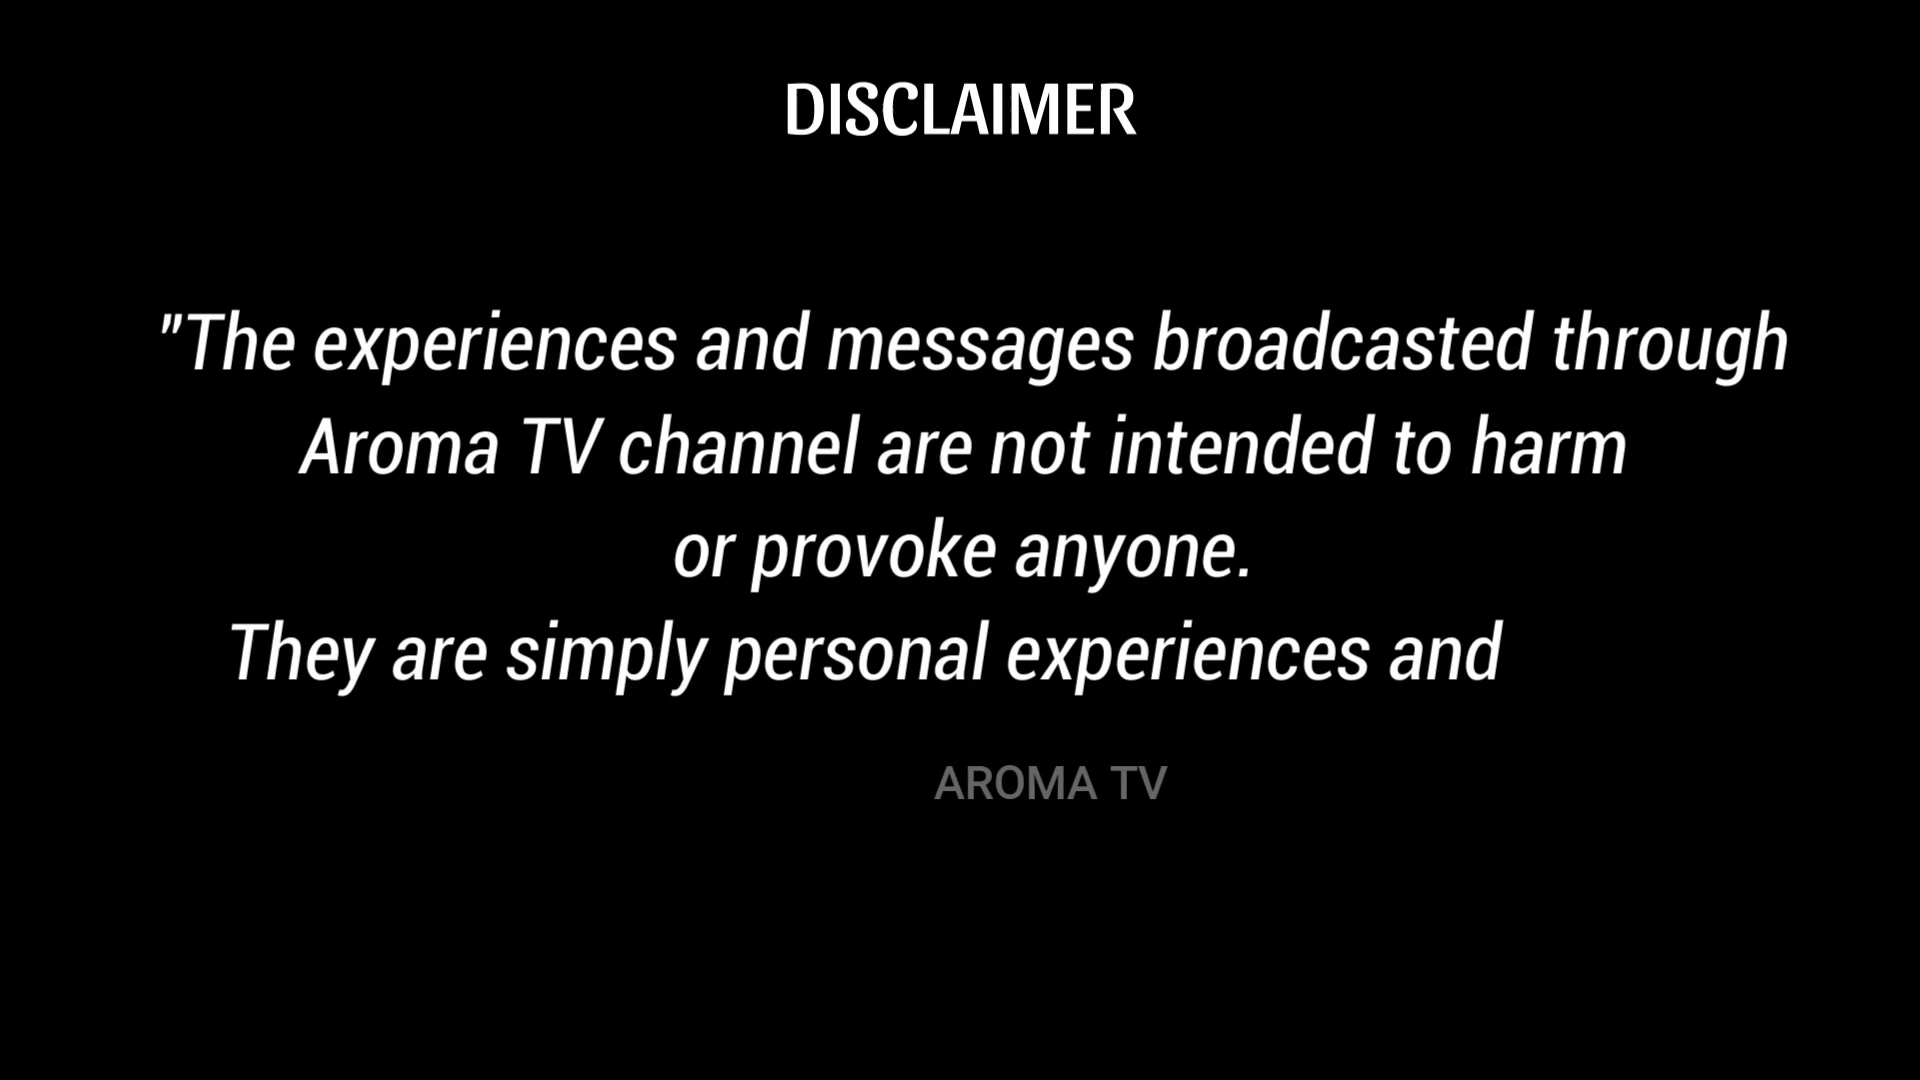 DISCLAIMER
"The experiences and messages broadcasted through
Aroma TV channel are not intended to harm
or provoke anyone.
They are simply personal experiences and
AROMA TV